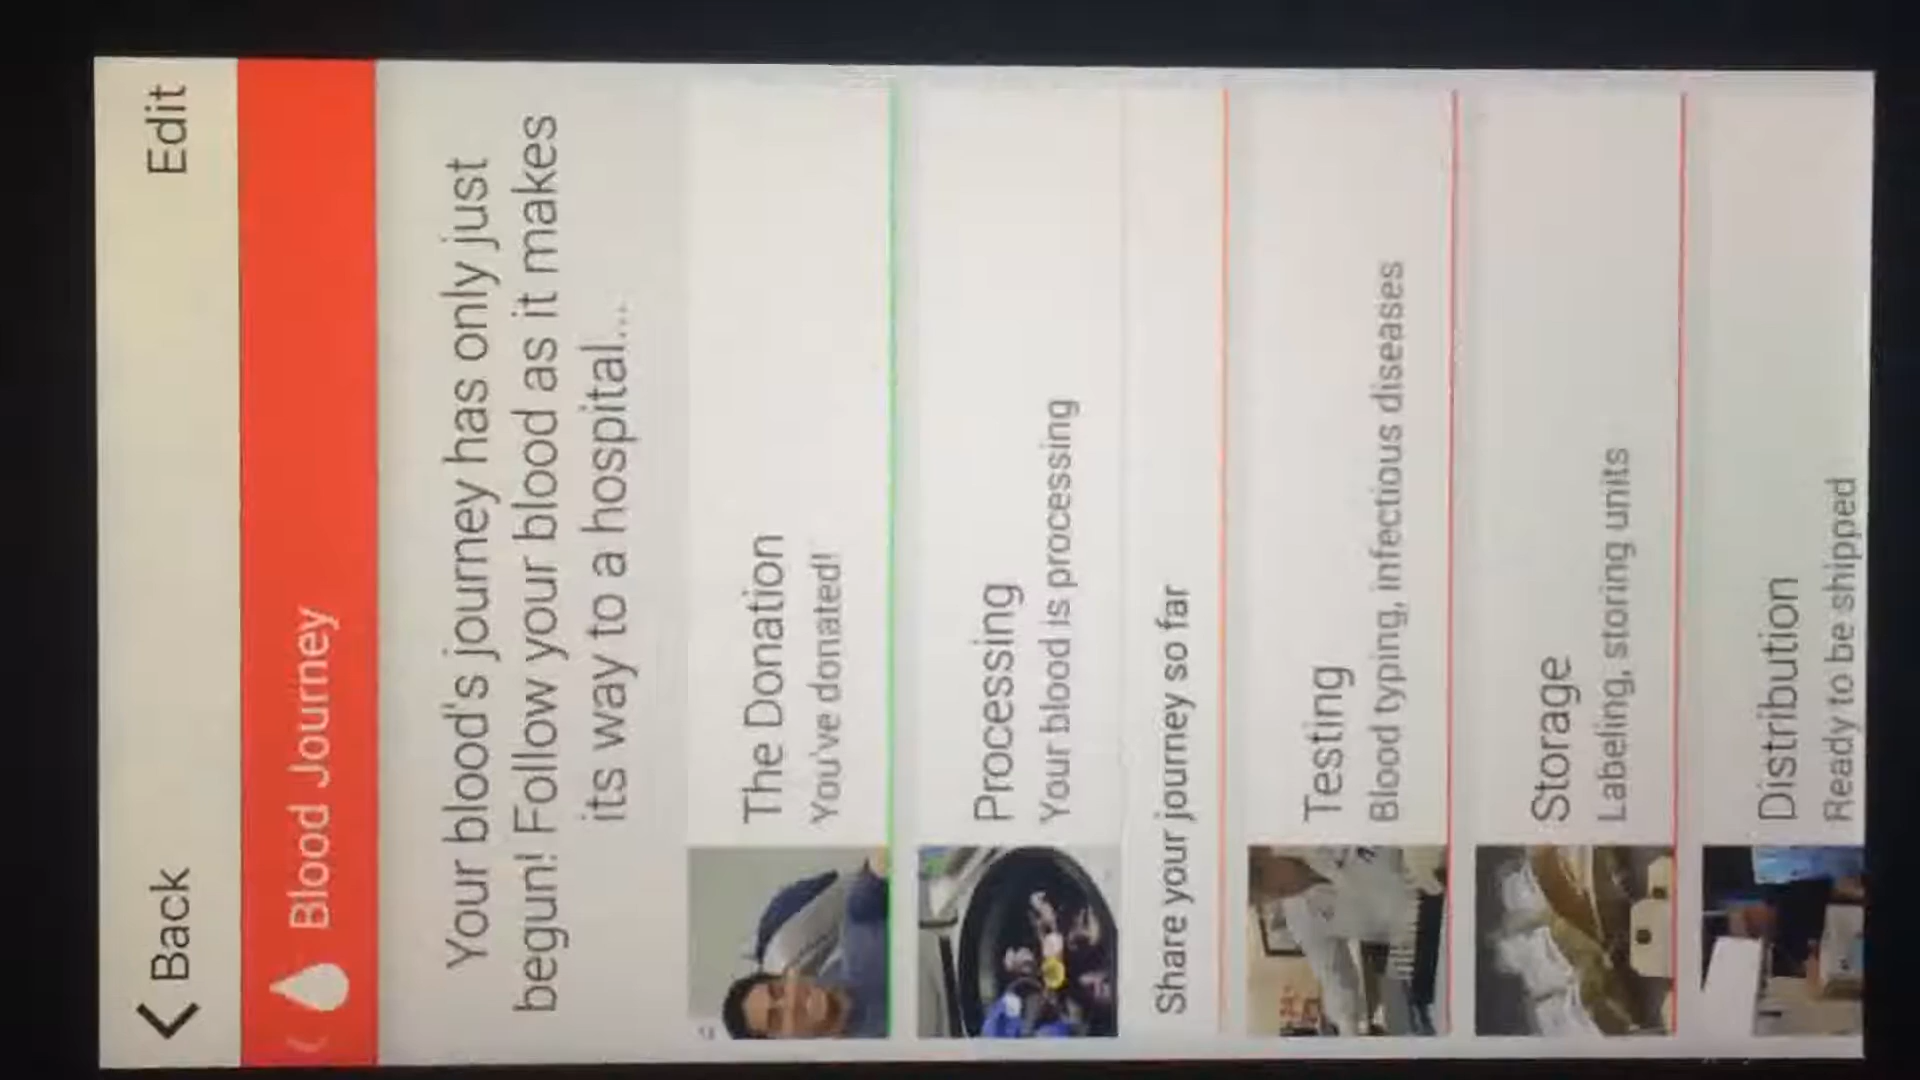 Back
Edit
Blood Journey
Your blood's journey has only just
begun! Follow your blood as it makes
its way to a hospital...
The Donation
You've donated!
Processing
Your blood is processing
Share your journey so far
Testing
Blood typing, infectious diseases
Storage
Labeling, storing units
Distribution
Ready to be shipped